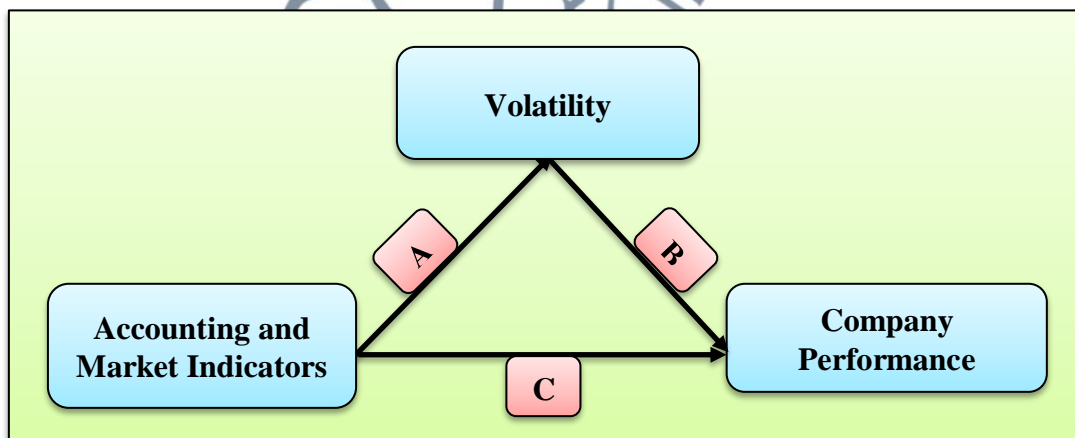 Volatility
A
B
Accounting and
Market Indicators
Company
Performance
C